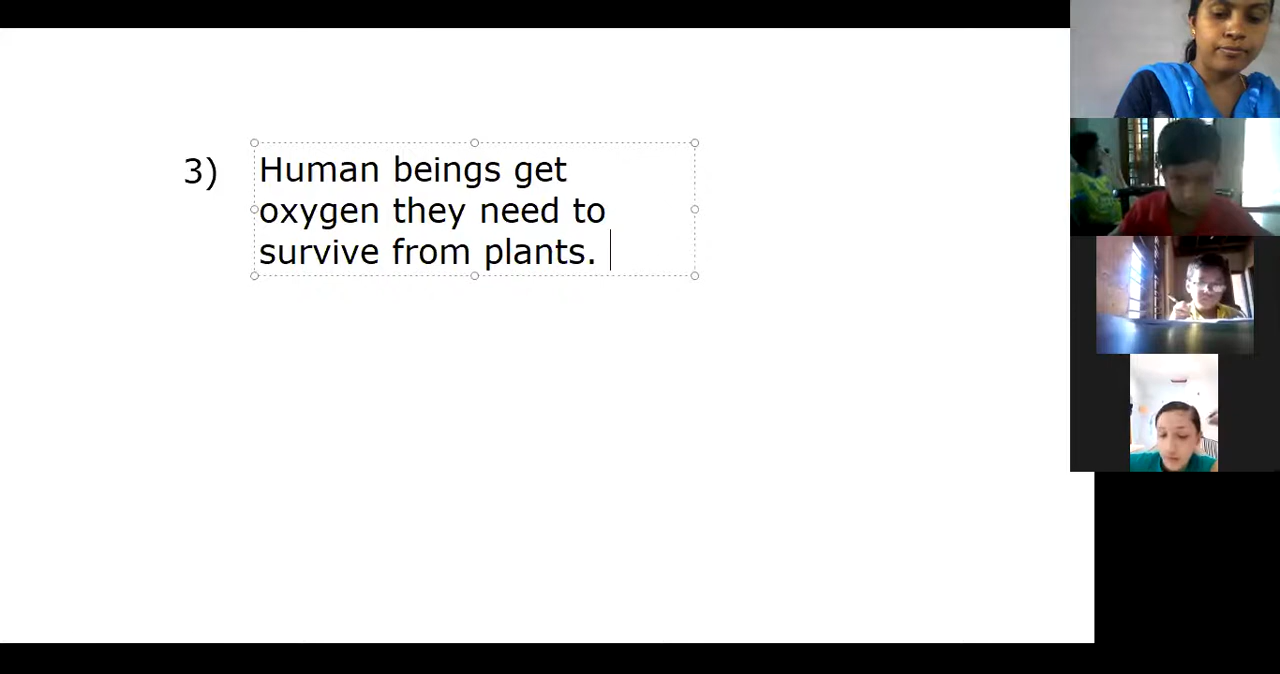 3) Human beings get
oxygen they need to
survive from plants.